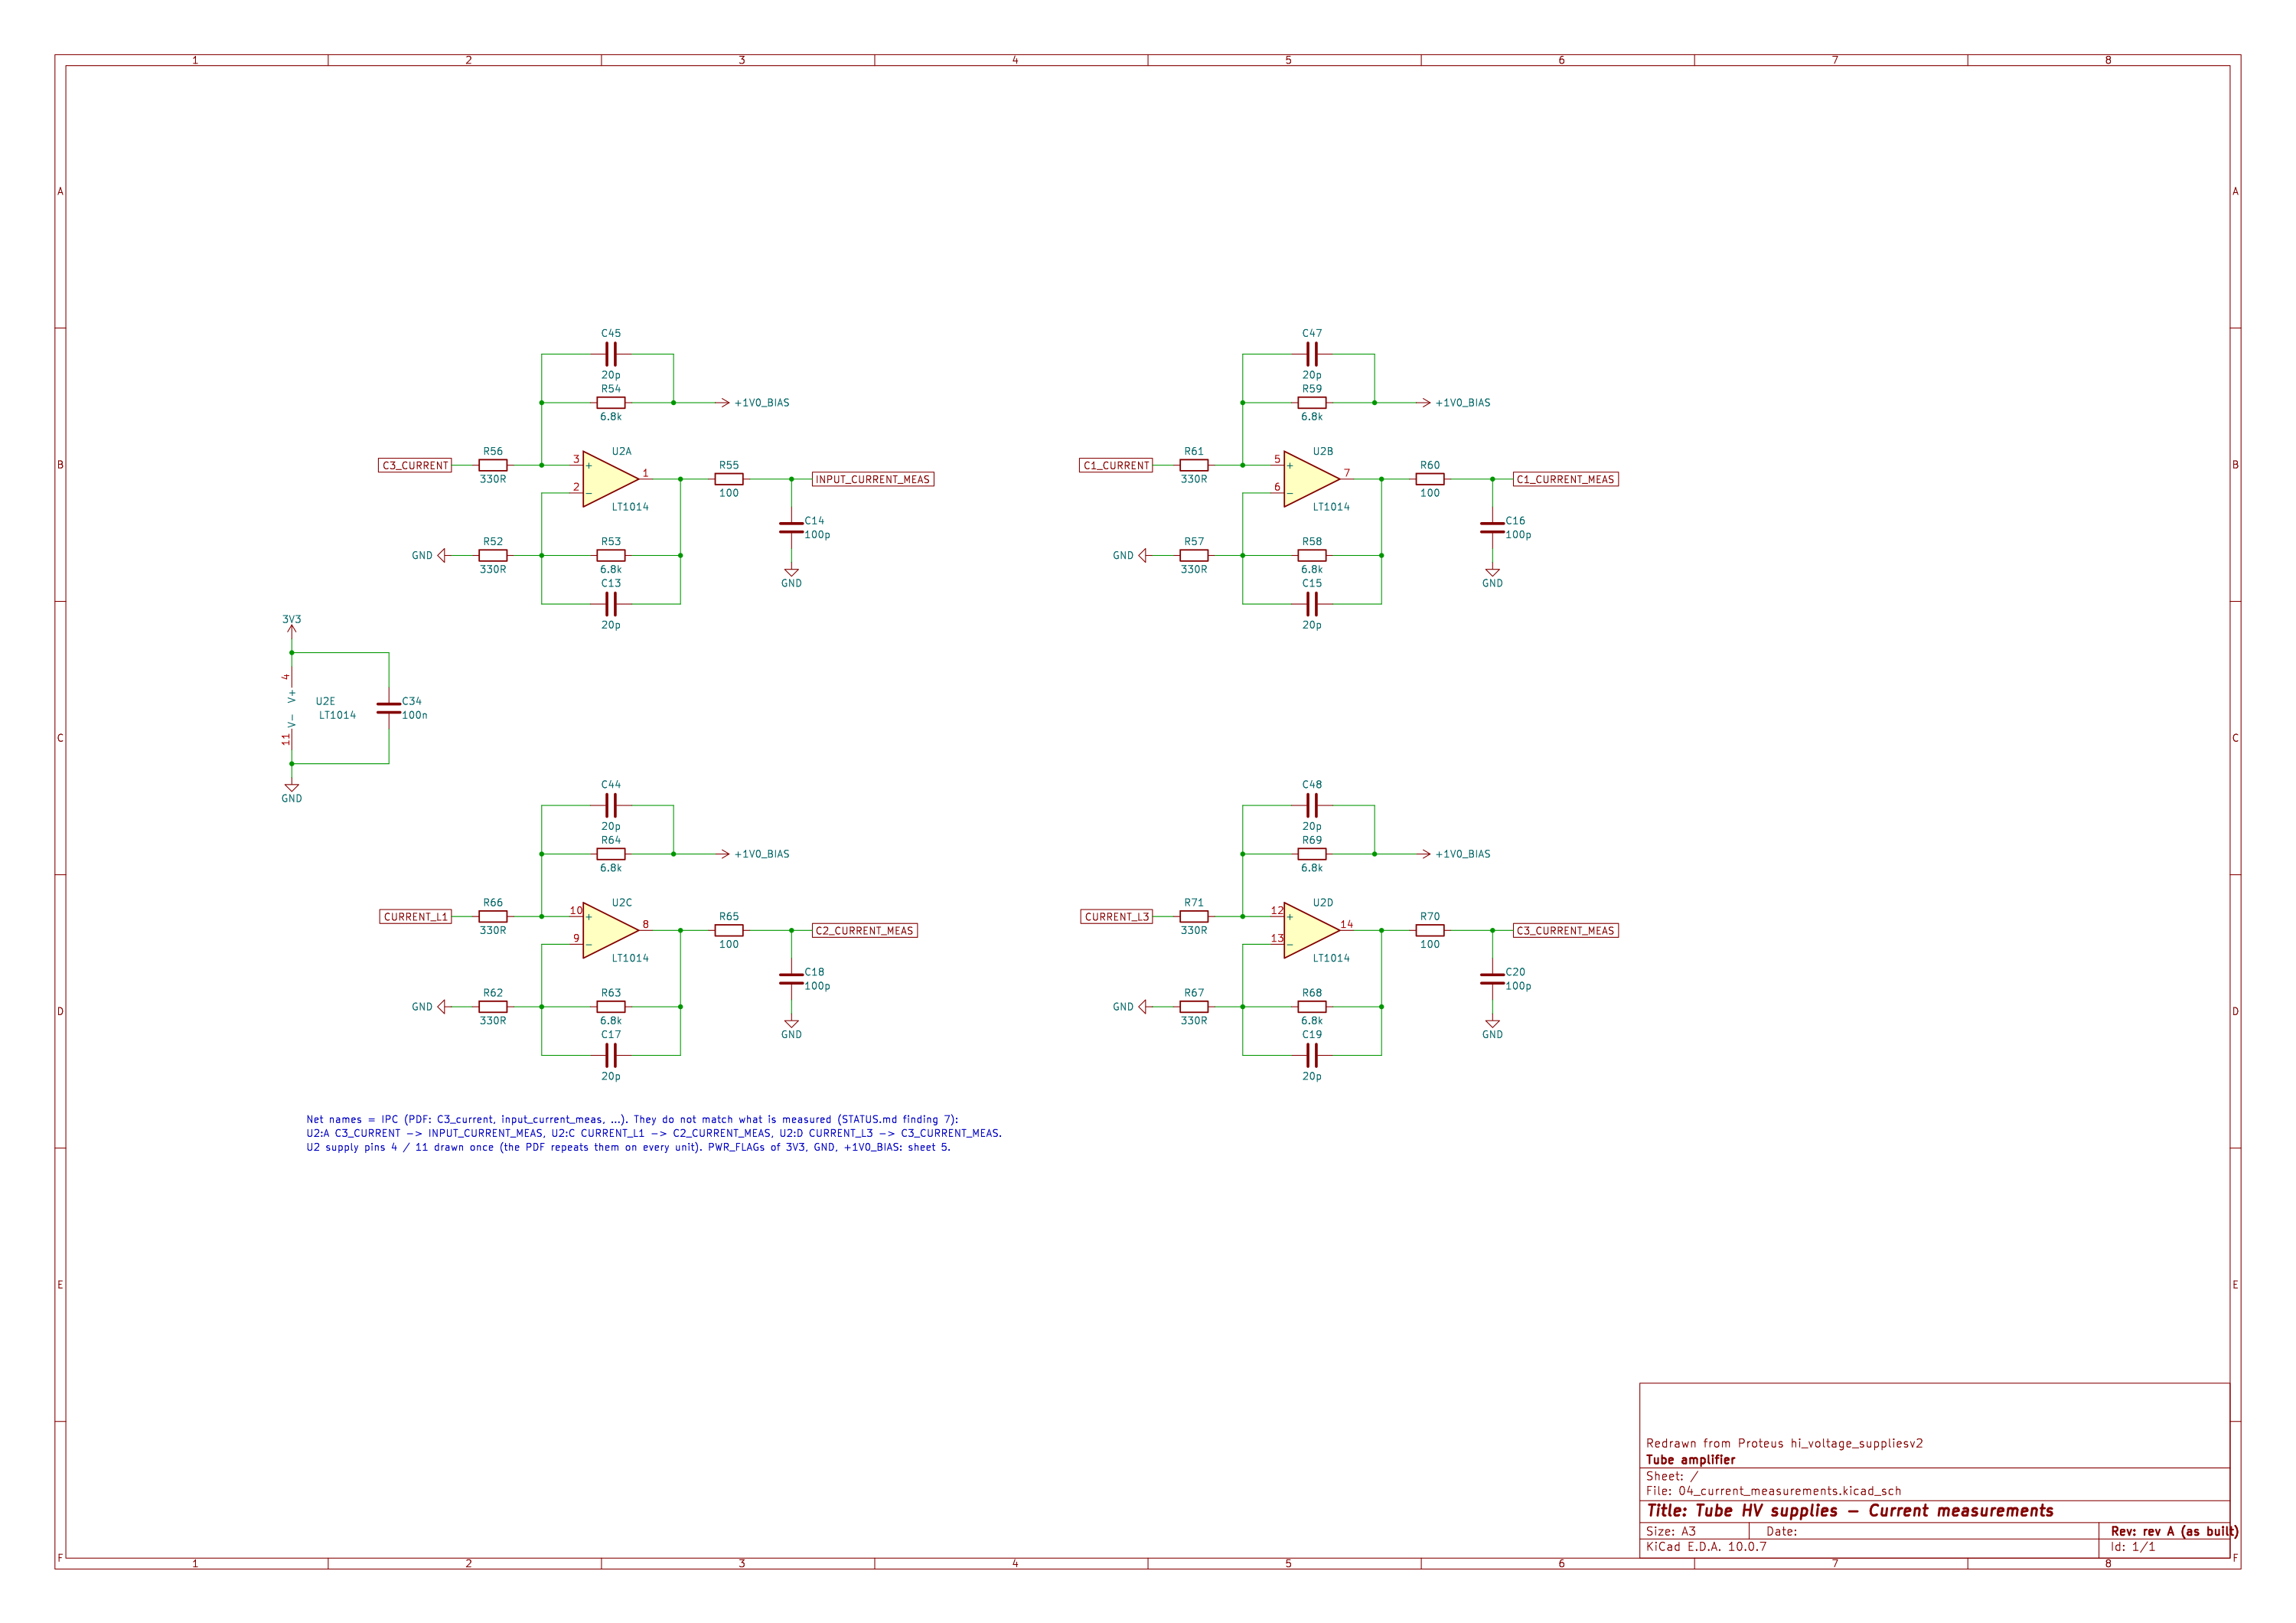 1 2 3 4 5 6 7 8
A A
C45 C47
20p 20p
R54 R59
+1V0_BIAS +1V0_BIAS
6.8k 6.8k
R56 U2A R61 U2B
B C3_CURRENT 3 + R55 C1_CURRENT 5 + R60 B
330R 1 INPUT_CURRENT_MEAS 330R 7 C1_CURRENT_MEAS
2 − 100 6 − 100
LT1014 LT1014
C14 C16
100p 100p
R52 R53 R57 R58
GND GND
330R 6.8k 330R 6.8k
C13 GND C15 GND
3V3 20p 20p
4
V+ U2E C34
V- LT1014 100n
11
C C
GND
C44 C48
20p 20p
R64 R69
+1V0_BIAS +1V0_BIAS
6.8k 6.8k
R66 U2C R71 U2D
CURRENT_L1 10 + R65 CURRENT_L3 12 + R70
330R 8 C2_CURRENT_MEAS 330R 14 C3_CURRENT_MEAS
9 − 100 13 − 100
LT1014 LT1014
C18 C20
100p 100p
R62 R63 R67 R68
D GND GND D
330R 6.8k 330R 6.8k
C17 GND C19 GND
20p 20p
Net names = IPC (PDF: C3_current, input_current_meas, ...). They do not match what is measured (STATUS.md finding 7):
U2:A C3_CURRENT -> INPUT_CURRENT_MEAS, U2:C CURRENT_L1 -> C2_CURRENT_MEAS, U2:D CURRENT_L3 -> C3_CURRENT_MEAS.
U2 supply pins 4 / 11 drawn once (the PDF repeats them on every unit). PWR_FLAGs of 3V3, GND, +1V0_BIAS: sheet 5.
E E
Redrawn from Proteus hi_voltage_suppliesv2
Tube amplifier
Sheet: /
File: 04_current_measurements.kicad_sch
Title: Tube HV supplies – Current measurements
Size: A3 Date: Rev: rev A (as built)
KiCad E.D.A. 10.0.7 Id: 1/1
F F
1 2 3 4 5 6 7 8